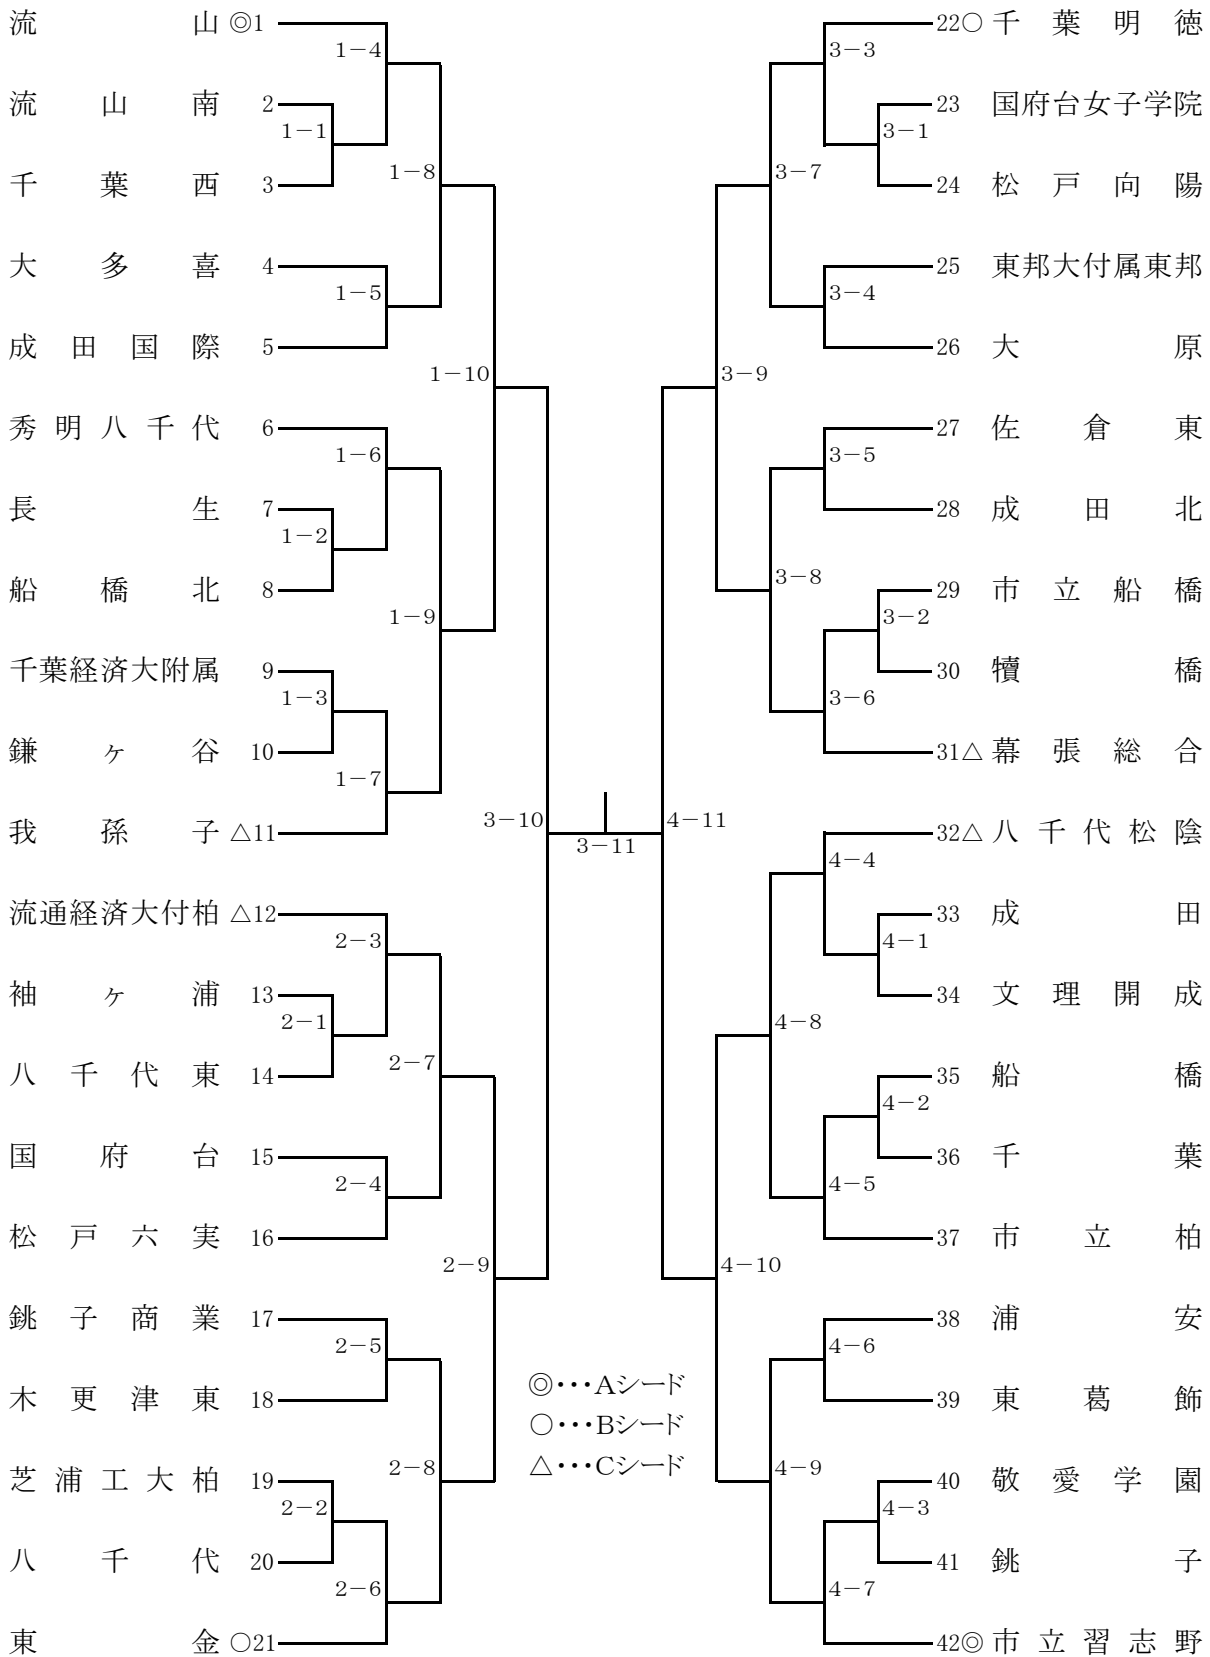 流山 ◎1
1-4
流山南 2
1-1
千葉西 3
1-8
大多喜 4
1-5
成田国際 5
1-10
秀明八千代 6
1-6
長生 7
1-2
船橋北 8
1-9
千葉経済大附属 9
1-3
鎌ヶ谷 10
1-7
我孫子 △11
3-10
流通経済大付柏 △12
2-3
袖ヶ浦 13
2-1
八千代東 14
2-7
国府台 15
2-4
松戸六実 16
2-9
銚子商業 17
2-5
木更津東 18
2-8
芝浦工大柏 19
2-2
八千代 20
2-6
東金 ○21
3-11
◎・・・Aシード
○・・・Bシード
△・・・Cシード
22○ 千葉明徳
3-3
23 国府台女子学院
3-1
24 松戸向陽
3-7
25 東邦大付属東邦
3-4
26 大原
3-9
27 佐倉東
3-5
28 成田北
3-8
29 市立船橋
3-2
30 犢橋
3-6
31△ 幕張総合
4-11
32△ 八千代松陰
4-4
33 成田
4-1
34 文理開成
4-8
35 船橋
4-2
36 千葉
4-5
37 市立柏
4-10
38 浦安
4-6
39 東葛飾
4-9
40 敬愛学園
4-3
41 銚子
4-7
42◎ 市立習志野